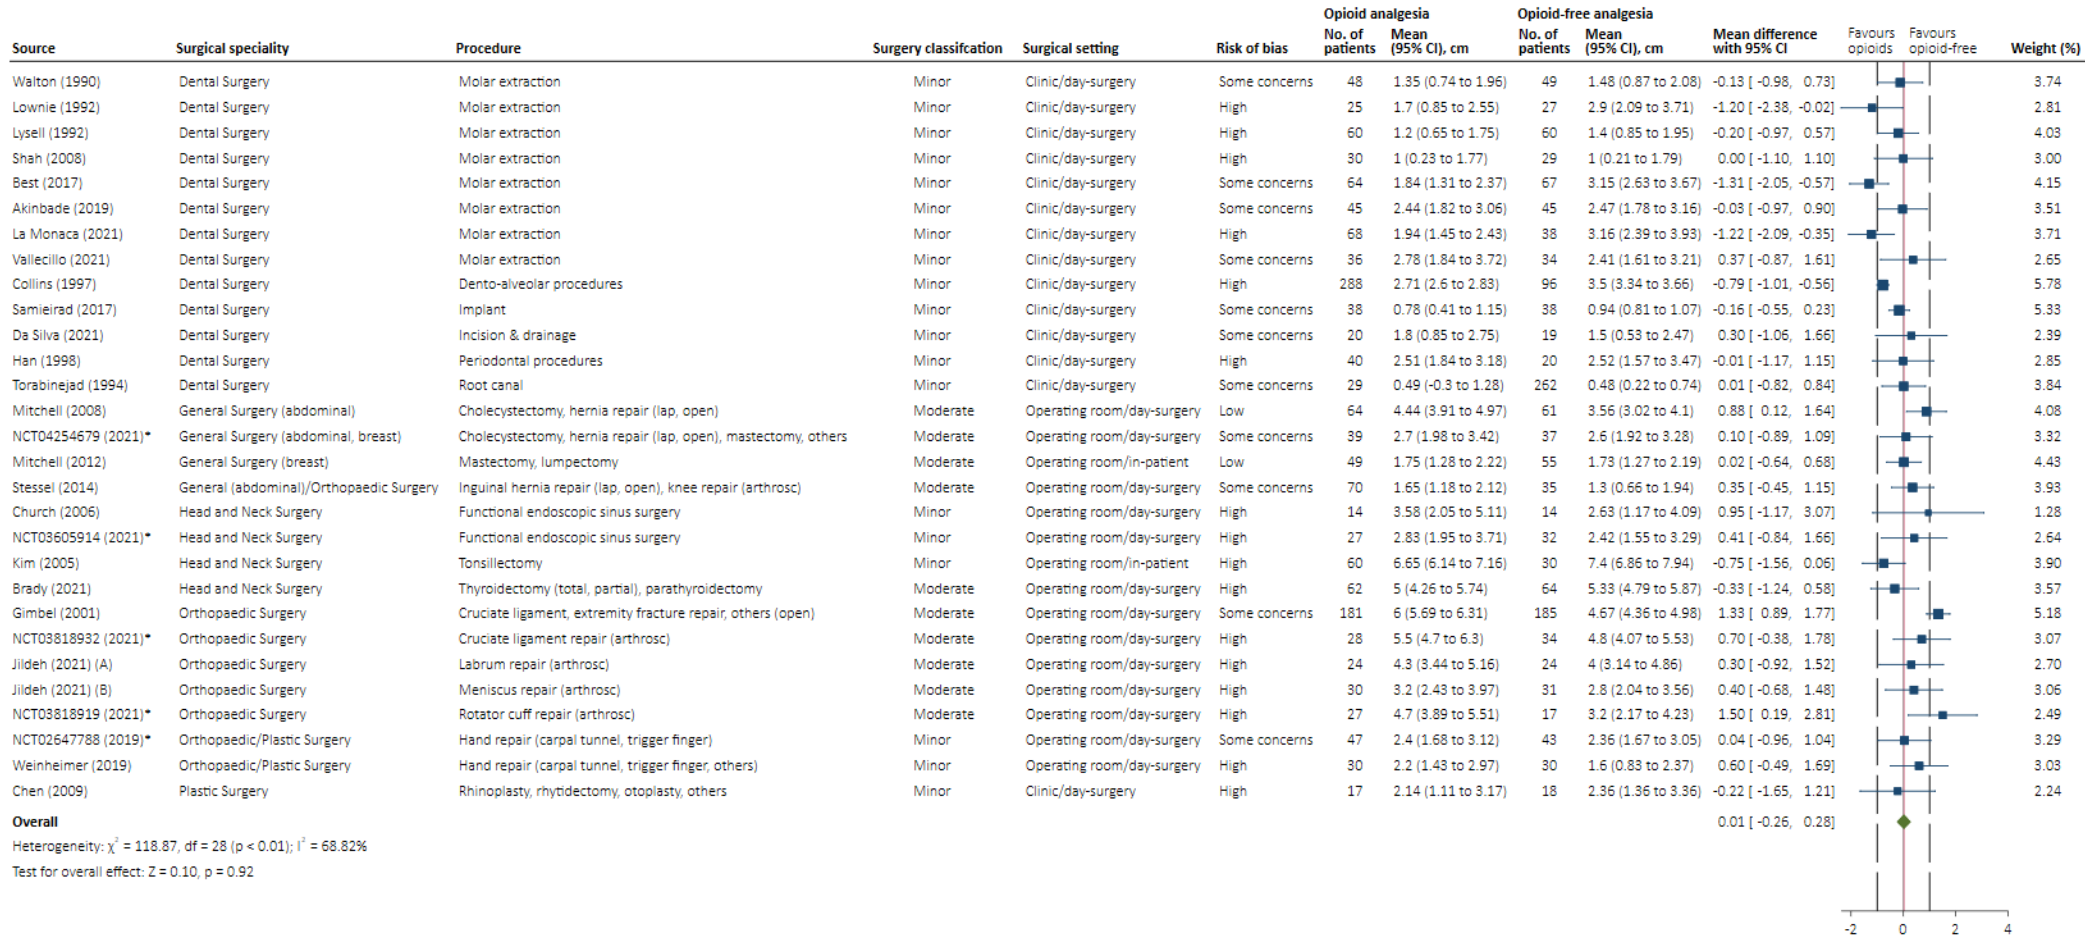 Opioid analgesia Opioid-free analgesia
Source Surgical speciality Procedure Surgery classifcation Surgical setting Risk of bias No. of patients Mean (95% CI), cm No. of patients Mean (95% CI), cm Mean difference with 95% CI Favours opioids Favours opioid-free Weight (%)
Walton (1990) Dental Surgery Molar extraction Minor Clinic/day-surgery Some concerns 48 1.35 (0.74 to 1.96) 49 1.48 (0.87 to 2.08) -0.13 [ -0.98, 0.73] 3.74
Lownie (1992) Dental Surgery Molar extraction Minor Clinic/day-surgery High 25 1.7 (0.85 to 2.55) 27 2.9 (2.09 to 3.71) -1.20 [ -2.38, -0.02] 2.81
Lysell (1992) Dental Surgery Molar extraction Minor Clinic/day-surgery High 60 1.2 (0.65 to 1.75) 60 1.4 (0.85 to 1.95) -0.20 [ -0.97, 0.57] 4.03
Shah (2008) Dental Surgery Molar extraction Minor Clinic/day-surgery High 30 1 (0.23 to 1.77) 29 1 (0.21 to 1.79) 0.00 [ -1.10, 1.10] 3.00
Best (2017) Dental Surgery Molar extraction Minor Clinic/day-surgery Some concerns 64 1.84 (1.31 to 2.37) 67 3.15 (2.63 to 3.67) -1.31 [ -2.05, -0.57] 4.15
Akinbade (2019) Dental Surgery Molar extraction Minor Clinic/day-surgery Some concerns 45 2.44 (1.82 to 3.06) 45 2.47 (1.78 to 3.16) -0.03 [ -0.97, 0.90] 3.51
La Monaca (2021) Dental Surgery Molar extraction Minor Clinic/day-surgery High 68 1.94 (1.45 to 2.43) 38 3.16 (2.39 to 3.93) -1.22 [ -2.09, -0.35] 3.71
Vallecillo (2021) Dental Surgery Molar extraction Minor Clinic/day-surgery Some concerns 36 2.78 (1.84 to 3.72) 34 2.41 (1.61 to 3.21) 0.37 [ -0.87, 1.61] 2.65
Collins (1997) Dental Surgery Dento-alveolar procedures Minor Clinic/day-surgery High 288 2.71 (2.6 to 2.83) 96 3.5 (3.34 to 3.66) -0.79 [ -1.01, -0.56] 5.78
Samieirad (2017) Dental Surgery Implant Minor Clinic/day-surgery Some concerns 38 0.78 (0.41 to 1.15) 38 0.94 (0.81 to 1.07) -0.16 [ -0.55, 0.23] 5.33
Da Silva (2021) Dental Surgery Incision & drainage Minor Clinic/day-surgery Some concerns 20 1.8 (0.85 to 2.75) 19 1.5 (0.53 to 2.47) 0.30 [ -1.06, 1.66] 2.39
Han (1998) Dental Surgery Periodontal procedures Minor Clinic/day-surgery High 40 2.51 (1.84 to 3.18) 20 2.52 (1.57 to 3.47) -0.01 [ -1.17, 1.15] 2.85
Torabinejad (1994) Dental Surgery Root canal Minor Clinic/day-surgery Some concerns 29 0.49 (-0.3 to 1.28) 262 0.48 (0.22 to 0.74) 0.01 [ -0.82, 0.84] 3.84
Mitchell (2008) General Surgery (abdominal) Cholecystectomy, hernia repair (lap, open) Moderate Operating room/day-surgery Low 64 4.44 (3.91 to 4.97) 61 3.56 (3.02 to 4.1) 0.88 [ 0.12, 1.64] 4.08
NCT04254679 (2021)* General Surgery (abdominal, breast) Cholecystectomy, hernia repair (lap, open), mastectomy, others Moderate Operating room/day-surgery Some concerns 39 2.7 (1.98 to 3.42) 37 2.6 (1.92 to 3.28) 0.10 [ -0.89, 1.09] 3.32
Mitchell (2012) General Surgery (breast) Mastectomy, lumpectomy Moderate Operating room/in-patient Low 49 1.75 (1.28 to 2.22) 55 1.73 (1.27 to 2.19) 0.02 [ -0.64, 0.68] 4.43
Stessel (2014) General (abdominal)/Orthopaedic Surgery Inguinal hernia repair (lap, open), knee repair (arthrosc) Moderate Operating room/day-surgery Some concerns 70 1.65 (1.18 to 2.12) 35 1.3 (0.66 to 1.94) 0.35 [ -0.45, 1.15] 3.93
Church (2006) Head and Neck Surgery Functional endoscopic sinus surgery Minor Operating room/day-surgery High 14 3.58 (2.05 to 5.11) 14 2.63 (1.17 to 4.09) 0.95 [ -1.17, 3.07] 1.28
NCT03605914 (2021)* Head and Neck Surgery Functional endoscopic sinus surgery Minor Operating room/day-surgery High 27 2.83 (1.95 to 3.71) 32 2.42 (1.55 to 3.29) 0.41 [ -0.84, 1.66] 2.64
Kim (2005) Head and Neck Surgery Tonsillectomy Minor Operating room/in-patient High 60 6.65 (6.14 to 7.16) 30 7.4 (6.86 to 7.94) -0.75 [ -1.56, 0.06] 3.90
Brady (2021) Head and Neck Surgery Thyroidectomy (total, partial), parathyroidectomy Moderate Operating room/day-surgery High 62 5 (4.26 to 5.74) 64 5.33 (4.79 to 5.87) -0.33 [ -1.24, 0.58] 3.57
Gimbel (2001) Orthopaedic Surgery Cruciate ligament, extremity fracture repair, others (open) Moderate Operating room/day-surgery Some concerns 181 6 (5.69 to 6.31) 185 4.67 (4.36 to 4.98) 1.33 [ 0.89, 1.77] 5.18
NCT03818932 (2021)* Orthopaedic Surgery Cruciate ligament repair (arthrosc) Moderate Operating room/day-surgery High 28 5.5 (4.7 to 6.3) 34 4.8 (4.07 to 5.53) 0.70 [ -0.38, 1.78] 3.07
Jildeh (2021) (A) Orthopaedic Surgery Labrum repair (arthrosc) Moderate Operating room/day-surgery High 24 4.3 (3.44 to 5.16) 24 4 (3.14 to 4.86) 0.30 [ -0.92, 1.52] 2.70
Jildeh (2021) (B) Orthopaedic Surgery Meniscus repair (arthrosc) Moderate Operating room/day-surgery High 30 3.2 (2.43 to 3.97) 31 2.8 (2.04 to 3.56) 0.40 [ -0.68, 1.48] 3.06
NCT03818919 (2021)* Orthopaedic Surgery Rotator cuff repair (arthrosc) Moderate Operating room/day-surgery High 27 4.7 (3.89 to 5.51) 17 3.2 (2.17 to 4.23) 1.50 [ 0.19, 2.81] 2.49
NCT02647788 (2019)* Orthopaedic/Plastic Surgery Hand repair (carpal tunnel, trigger finger) Minor Operating room/day-surgery Some concerns 47 2.4 (1.68 to 3.12) 43 2.36 (1.67 to 3.05) 0.04 [ -0.96, 1.04] 3.29
Weinheimer (2019) Orthopaedic/Plastic Surgery Hand repair (carpal tunnel, trigger finger, others) Minor Operating room/day-surgery High 30 2.2 (1.43 to 2.97) 30 1.6 (0.83 to 2.37) 0.60 [ -0.49, 1.69] 3.03
Chen (2009) Plastic Surgery Rhinoplasty, rhytidectomy, otoplasty, others Minor Clinic/day-surgery High 17 2.14 (1.11 to 3.17) 18 2.36 (1.36 to 3.36) -0.22 [ -1.65, 1.21] 2.24
Overall 0.01 [ -0.26, 0.28]
Heterogeneity: χ² = 118.87, df = 28 (p < 0.01); I² = 68.82%
Test for overall effect: Z = 0.10, p = 0.92
-2 0 2 4